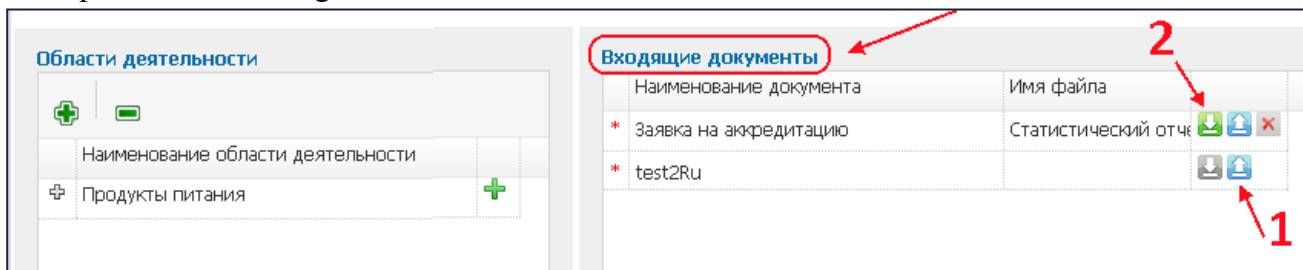 Области деятельности
Наименование области деятельности
Продукты питания
Входящие документы
2
Наименование документа
Имя файла
* Заявка на аккредитацию
Статистический отче
* test2Ru
1